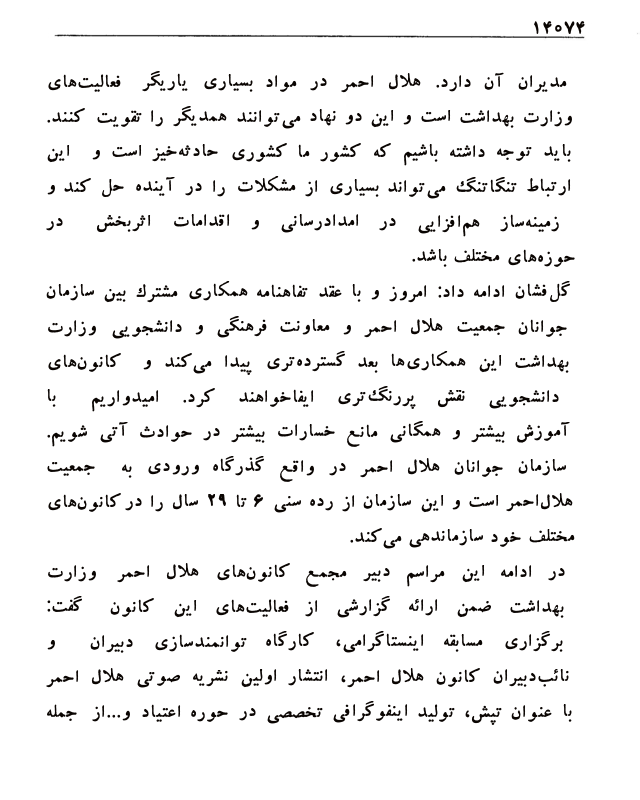 ۱۴۰۷۴
مدیران آن دارد. هلال احمر در مواد بسیاری یاریگر فعالیت‌های
وزارت بهداشت است و این دو نهاد می‌توانند همدیگر را تقویت کنند.
باید توجه داشته باشیم که کشور ما کشوری حادثه‌خیز است و این
ارتباط تنگاتنگ می‌تواند بسیاری از مشکلات را در آینده حل کند و
زمینه‌ساز هم‌افزایی در امدادرسانی و اقدامات اثربخش در
حوزه‌های مختلف باشد.
گل‌فشان ادامه داد: امروز و با عقد تفاهنامه همکاری مشترك بین سازمان
جوانان جمعیت هلال احمر و معاونت فرهنگی و دانشجویی وزارت
بهداشت این همکاری‌ها بعد گسترده‌تری پیدا می‌کند و کانون‌های
دانشجویی نقش پررنگ‌تری ایفاخواهند کرد. امیدواریم با
آموزش بیشتر و همگانی مانع خسارات بیشتر در حوادث آتی شویم.
سازمان جوانان هلال احمر در واقع گذرگاه ورودی به جمعیت
هلال‌احمر است و این سازمان از رده سنی ۶ تا ۲۹ سال را در کانون‌های
مختلف خود سازماندهی می‌کند.
در ادامه این مراسم دبیر مجمع کانون‌های هلال احمر وزارت
بهداشت ضمن ارائه گزارشی از فعالیت‌های این کانون گفت:
برگزاری مسابقه اینستاگرامی، کارگاه توانمندسازی دبیران و
نائب‌دبیران کانون هلال احمر، انتشار اولین نشریه صوتی هلال احمر
با عنوان تپش، تولید اینفوگرافی تخصصی در حوره اعتیاد و...از جمله